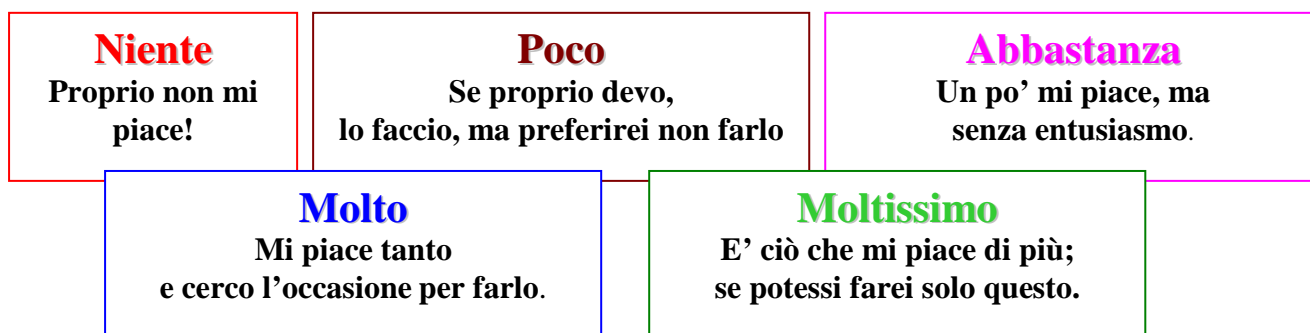 Niente
Proprio non mi
piace!
Poco
Se proprio devo,
lo faccio, ma preferirei non farlo
Abbastanza
Un po’ mi piace, ma
senza entusiasmo.
Molto
Mi piace tanto
e cerco l’occasione per farlo.
Moltissimo
E’ ciò che mi piace di più;
se potessi farei solo questo.